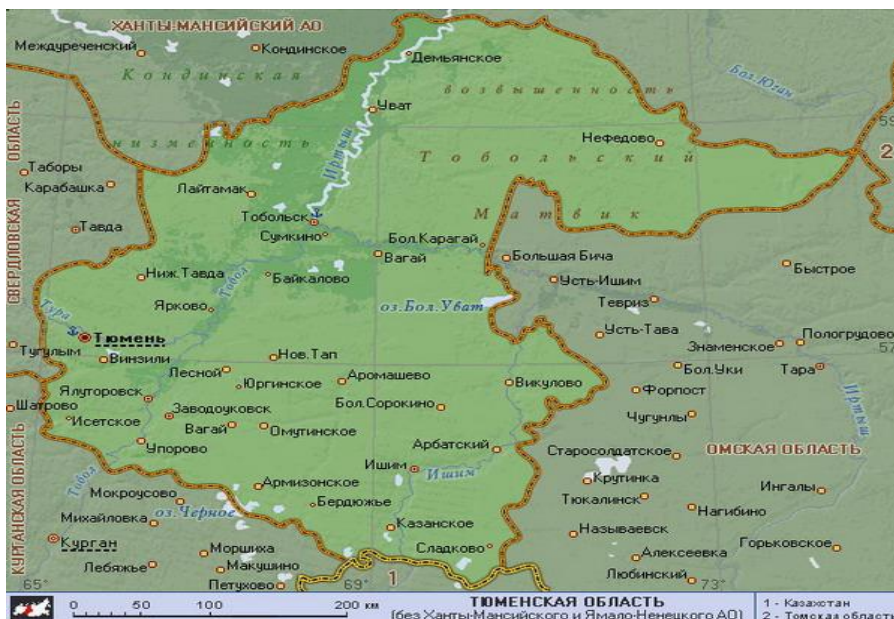 ХАНТЫ-МАНСИЙСКИЙ АО
Междуреченский
Кондинское
Демьянское
Кондинская
Бол.Юган
возвышенность
Уват
59
низменность
Иртыш
Нефедово
2
Таборы
Тобольский
Карабашка
Лайтамак
СВЕРДЛОВСКАЯ ОБЛАСТЬ
Тобольск
Матвик
Тавда
Сумкино
Бол.Карагай
Вагай
Большая Бича
Быстрое
Ниж.Тавда
Тобол
Байкалово
Усть-Ишим
Ярково
оз.Бол.Уват
Тевриз
Тура
Тюмень
Усть-Тава
Пологрудово
Знаменское
57
Тугулым
Винзили
Нов.Тап
Лесной
Бол.Уки
Тара
Юргинское
Аромашево
Викулово
Форпост
Ялуторовск
Шатрово
Заводоуковск
Бол.Сорокино
Чугунлы
Иртыш
Исетское
Вагай
Омутинское
Упорово
Арбатский
Старосолдатское
ОМСКАЯ ОБЛАСТЬ
КУРГАНСКАЯ ОБЛАСТЬ
Тобол
Ишим
Ишим
Крутинка
Мокроусово
Армизонское
Тюкалинск
Ингалы
оз.Черное
Бердюжье
Нагибино
Михайловка
Казанское
Называевск
Курган
Моршиха
Сладково
Горьковское
Лебяжье
Макушино
Алексеевка
65°
Петухово
69°
1
Любинский
73°
0 50 100 200 км
ТЮМЕНСКАЯ ОБЛАСТЬ
(без Ханты-Мансийского и Ямало-Ненецкого АО)
1 - Казахстан
2 - Томская область